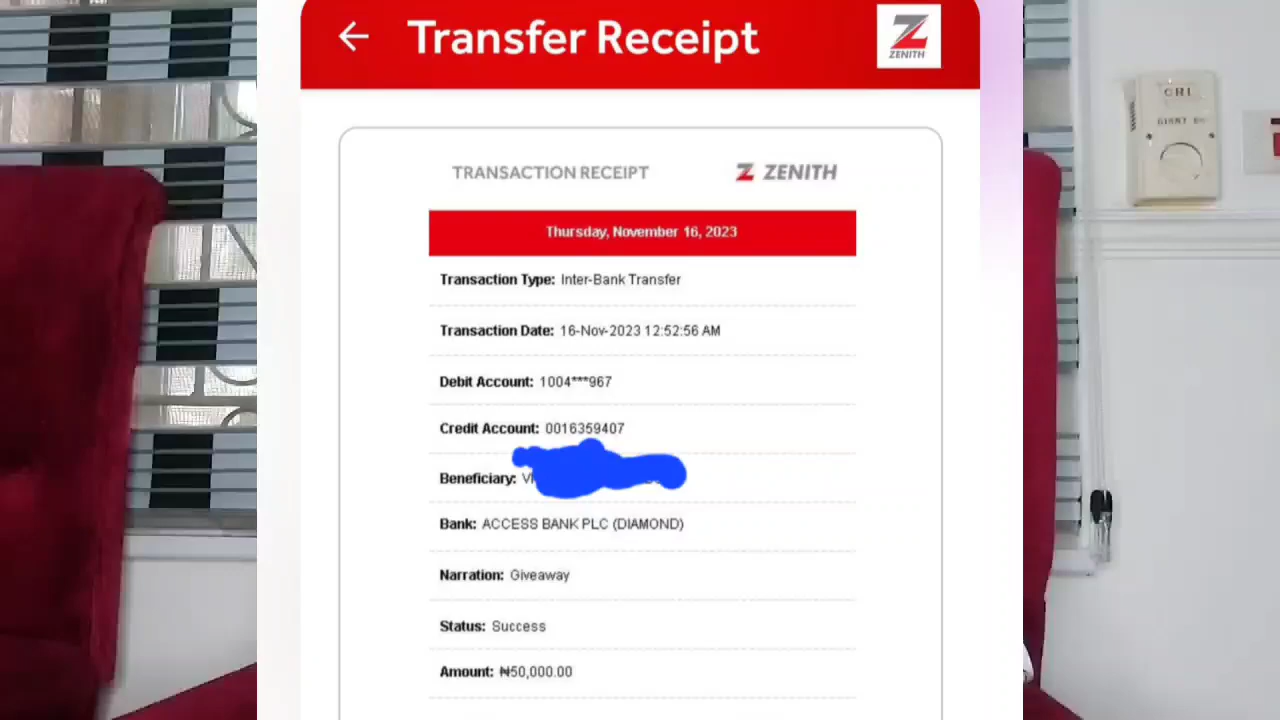 Transfer Receipt
ZENITH
TRANSACTION RECEIPT
ZENITH
Thursday, November 16, 2023
Transaction Type: Inter-Bank Transfer
Transaction Date: 16-Nov-2023 12:52:56 AM
Debit Account: 1004***967
Credit Account: 0016359407
Beneficiary:
Bank: ACCESS BANK PLC (DIAMOND)
Narration: Giveaway
Status: Success
Amount: ₦50,000.00